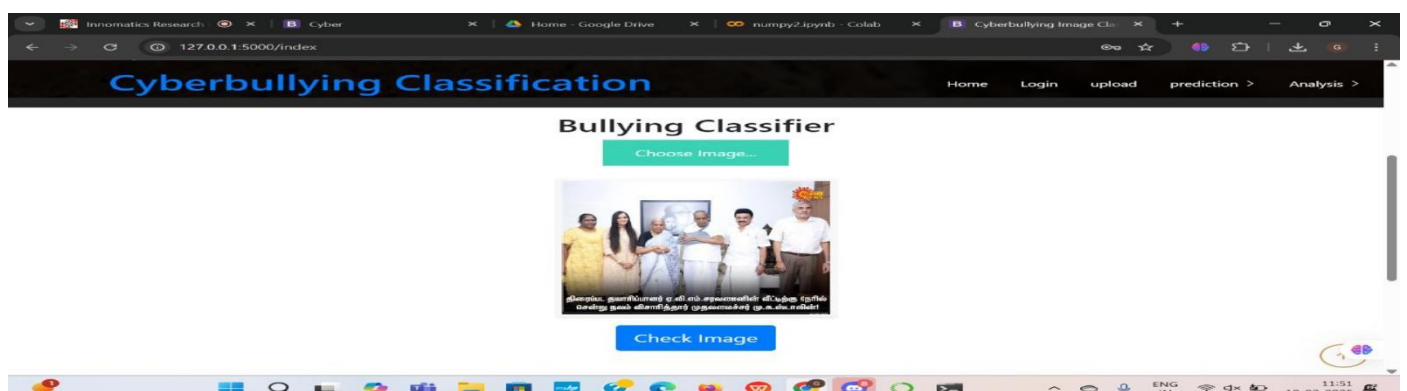 Innomatics Research
Cyber
Home - Google Drive
numpy2.ipynb - Colab
Cyberbullying Image Cla
127.0.0.1:5000/index
G
Cyberbullying Classification
Home Login upload prediction > Analysis >
Bullying Classifier
Choose Image...
திரைப்பட தயாரிப்பாளர் ஏ.வி.எம்.சரவணனின் வீட்டிற்கு நேரில்
சென்று நலம் விசாரித்தார் முதலமைச்சர் மு.க.ஸ்டாலின்!
Check Image
ENG
11:51